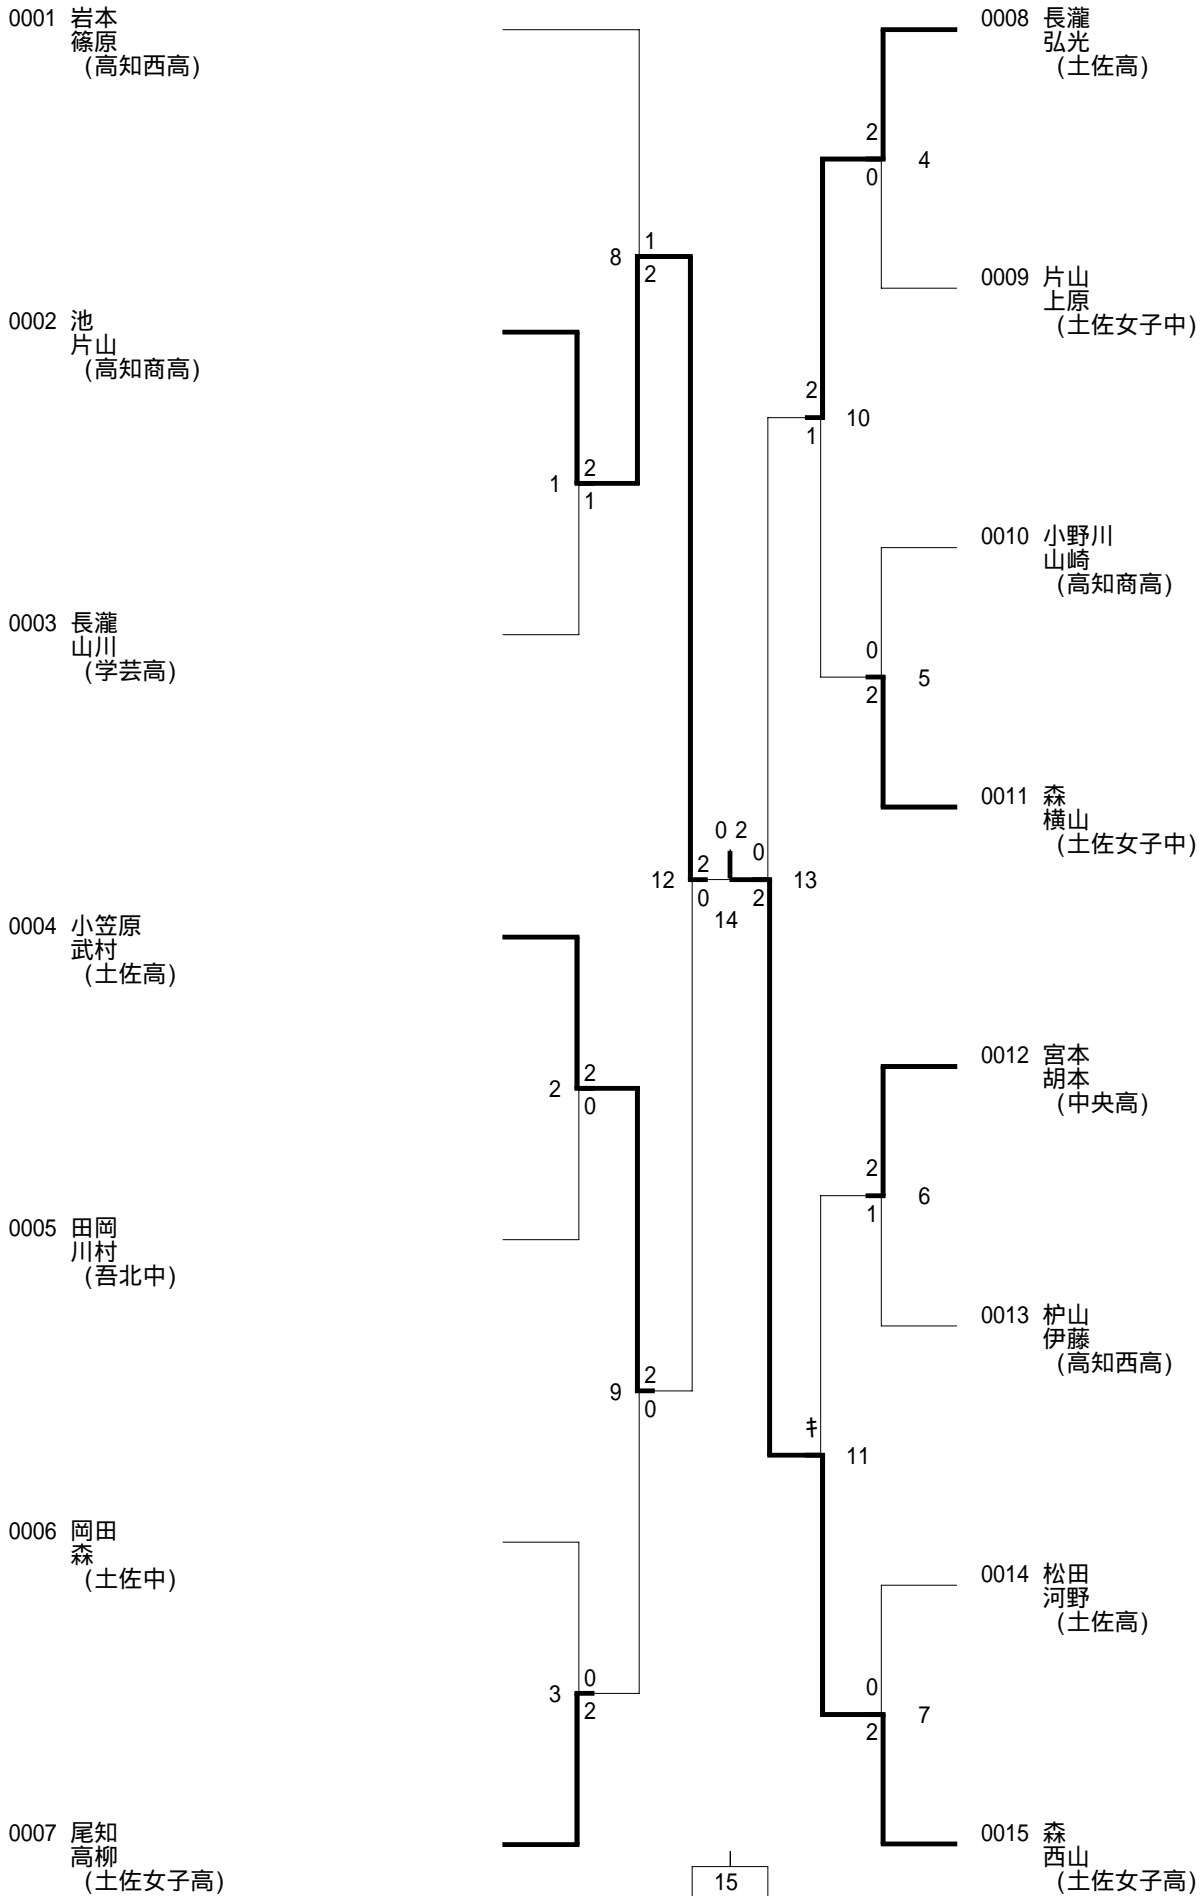 0001 岩本
篠原
(高知西高)
0002 池
片山
(高知商高)
0003 長瀧
山川
(学芸高)
0004 小笠原
武村
(土佐高)
0005 田岡
川村
(吾北中)
0006 岡田
森
(土佐中)
0007 尾知
高柳
(土佐女子高)
8
1
2
1
2
1
2
2
0
9
2
0
3
0
2
12
2
0
0 2
14
0
2
13
15
2
0
4
2
1
10
0
2
5
2
1
6
キ
11
0
2
7
0008 長瀧
弘光
(土佐高)
0009 片山
上原
(土佐女子中)
0010 小野川
山崎
(高知商高)
0011 森
横山
(土佐女子中)
0012 宮本
胡本
(中央高)
0013 枦山
伊藤
(高知西高)
0014 松田
河野
(土佐高)
0015 森
西山
(土佐女子高)